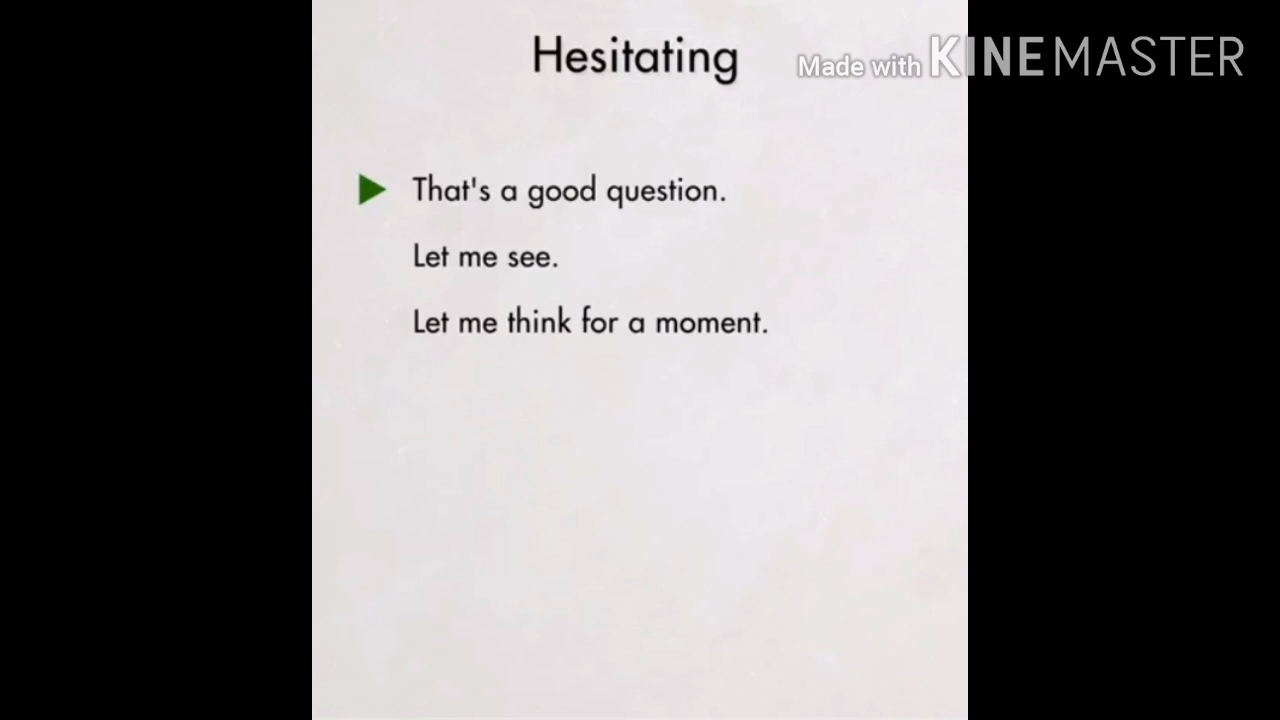 Hesitating
Made with KINEMASTER
That's a good question.
Let me see.
Let me think for a moment.